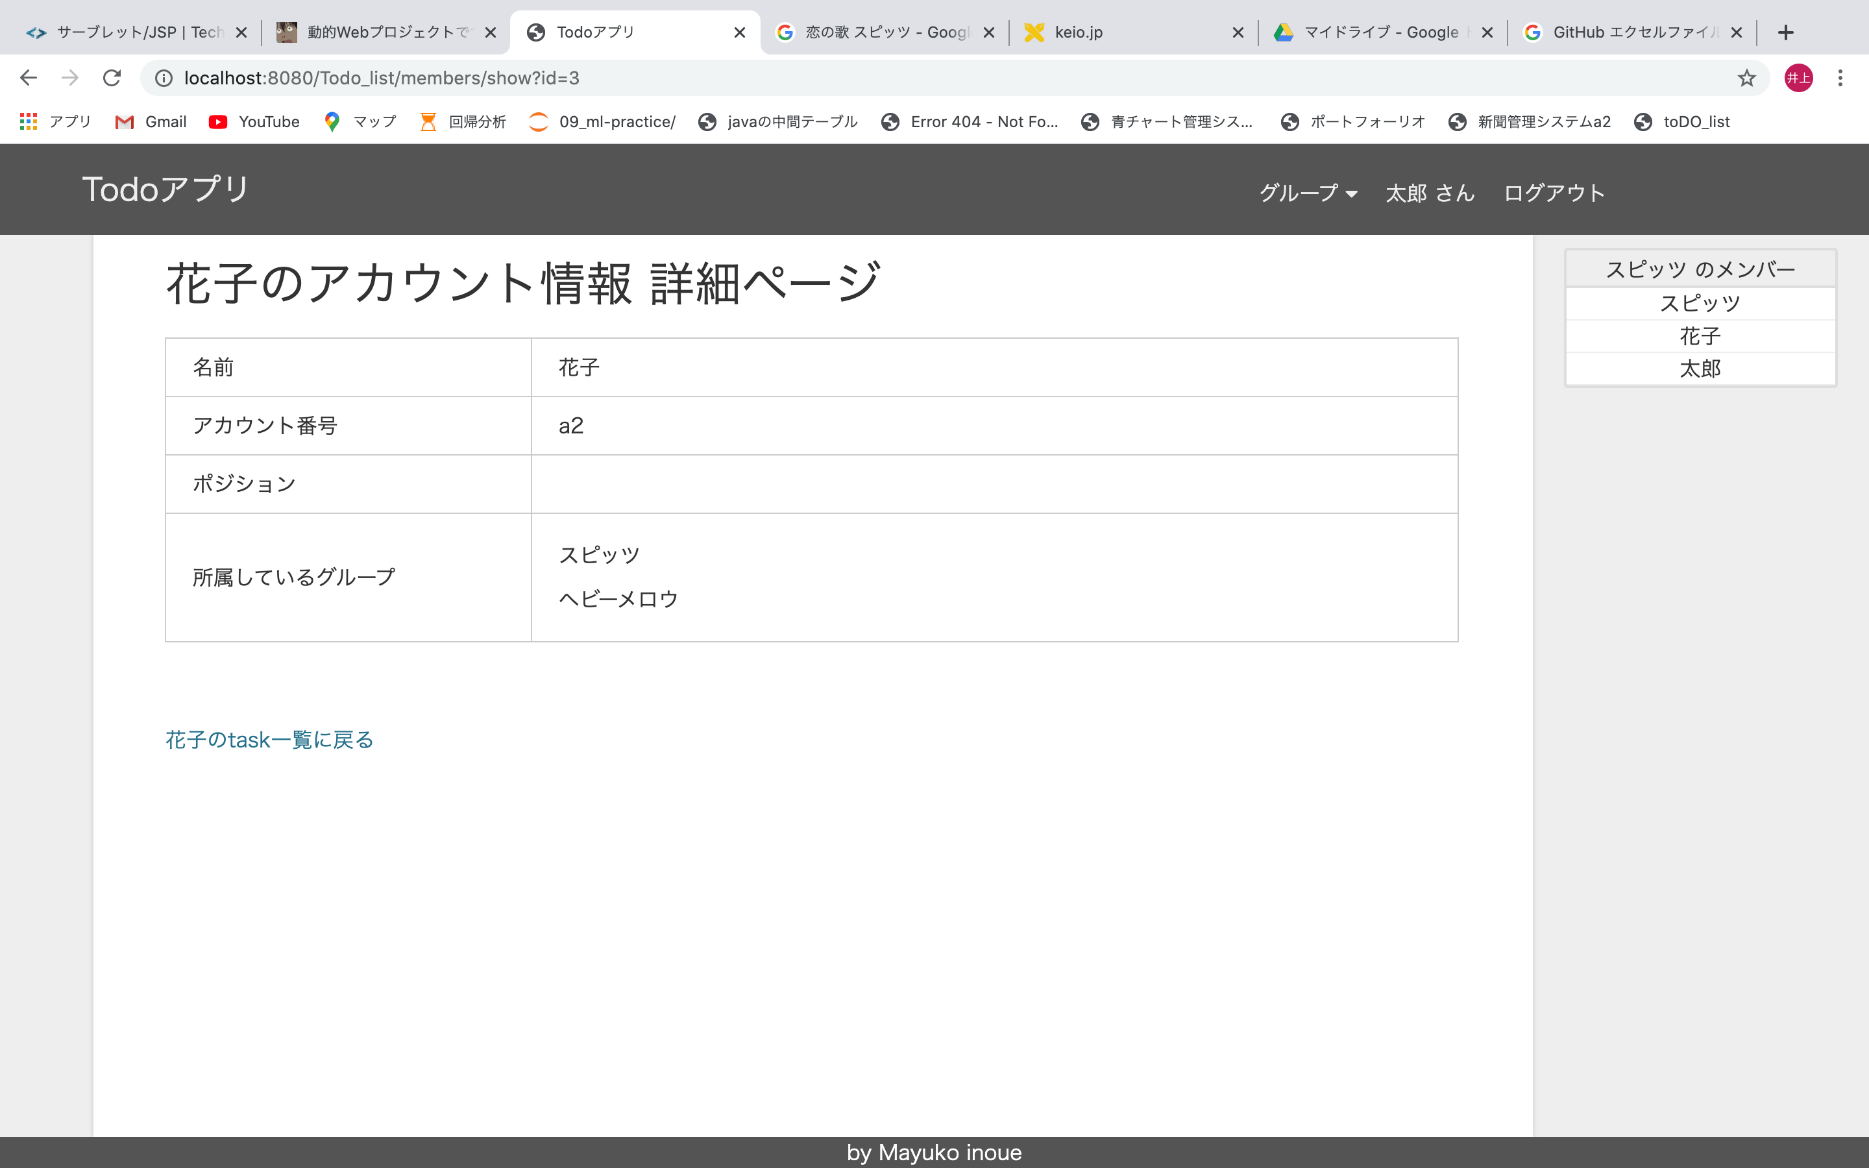 サーブレット/JSP | Tech
動的Webプロジェクトで
Todoアプリ
恋の歌 スピッツ - Googl
keio.jp
マイドライブ - Google
GitHub エクセルファイル
localhost:8080/Todo_list/members/show?id=3
井上
アプリ
Gmail
YouTube
マップ
回帰分析
09_ml-practice/
javaの中間テーブル
Error 404 - Not Fo...
青チャート管理シス...
ポートフォーリオ
新聞管理システムa2
toDO_list
Todoアプリ
グループ
太郎 さん
ログアウト
花子のアカウント情報 詳細ページ
名前 花子
アカウント番号 a2
ポジション
所属しているグループ
スピッツ
ヘビーメロウ
花子のtask一覧に戻る
スピッツ のメンバー
スピッツ
花子
太郎
by Mayuko inoue